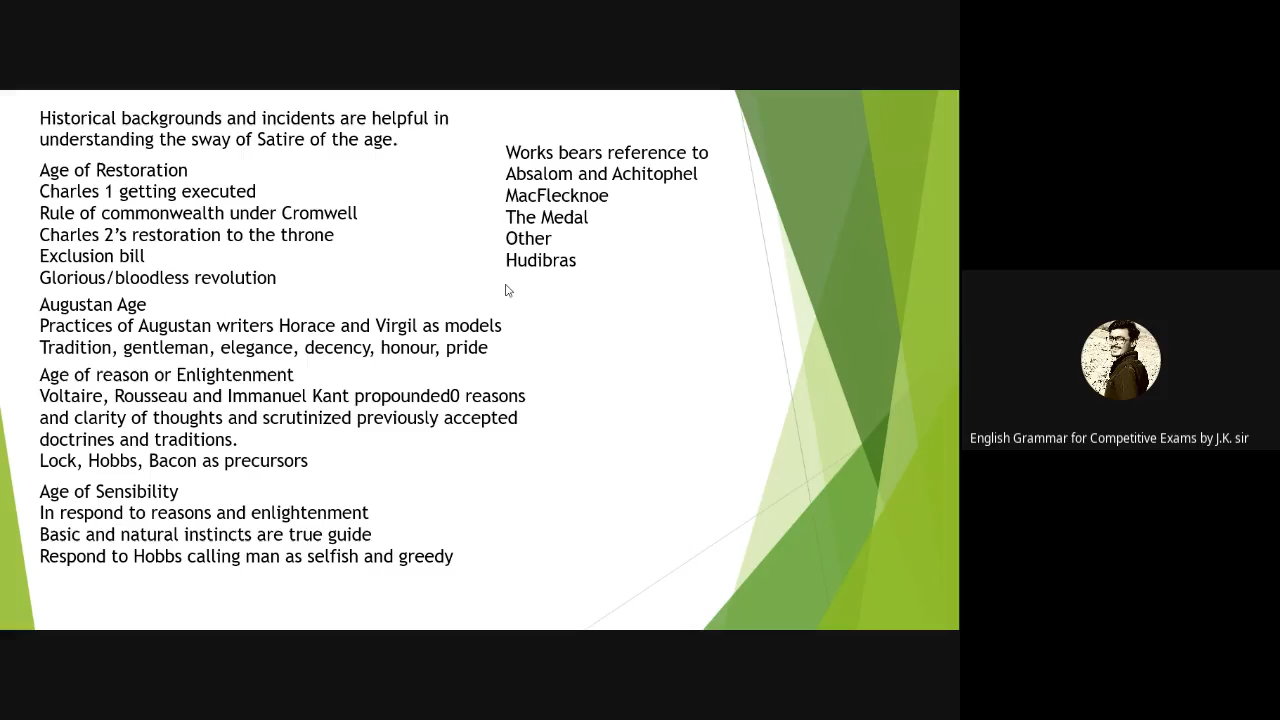 Historical backgrounds and incidents are helpful in
understanding the sway of Satire of the age.
Age of Restoration
Charles 1 getting executed
Rule of commonwealth under Cromwell
Charles 2’s restoration to the throne
Exclusion bill
Glorious/bloodless revolution
Augustan Age
Practices of Augustan writers Horace and Virgil as models
Tradition, gentleman, elegance, decency, honour, pride
Age of reason or Enlightenment
Voltaire, Rousseau and Immanuel Kant propounded0 reasons
and clarity of thoughts and scrutinized previously accepted
doctrines and traditions.
Lock, Hobbs, Bacon as precursors
Age of Sensibility
In respond to reasons and enlightenment
Basic and natural instincts are true guide
Respond to Hobbs calling man as selfish and greedy
Works bears reference to
Absalom and Achitophel
MacFlecknoe
The Medal
Other
Hudibras
English Grammar for Competitive Exams by J.K. sir